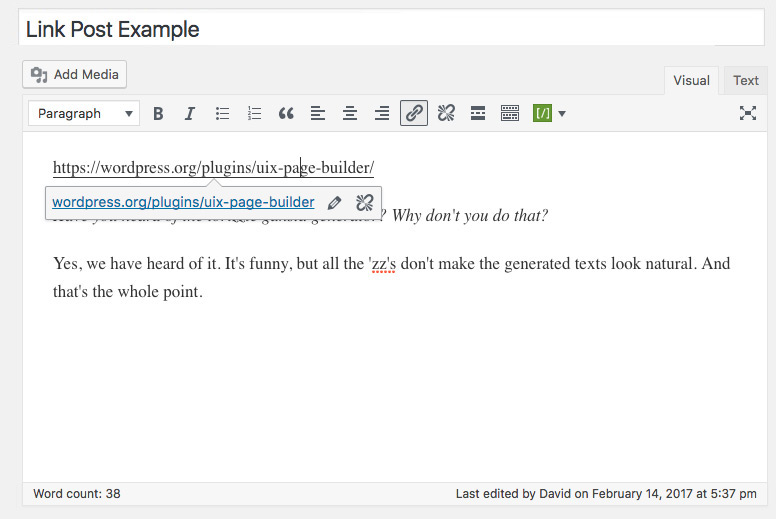 Link Post Example
Add Media
Visual
Text
Paragraph
B
I
[/]
https://wordpress.org/plugins/uix-page-builder/
wordpress.org/plugins/uix-page-builder
? Why don't you do that?
Yes, we have heard of it. It's funny, but all the 'zz's don't make the generated texts look natural. And
that's the whole point.
Word count: 38
Last edited by David on February 14, 2017 at 5:37 pm